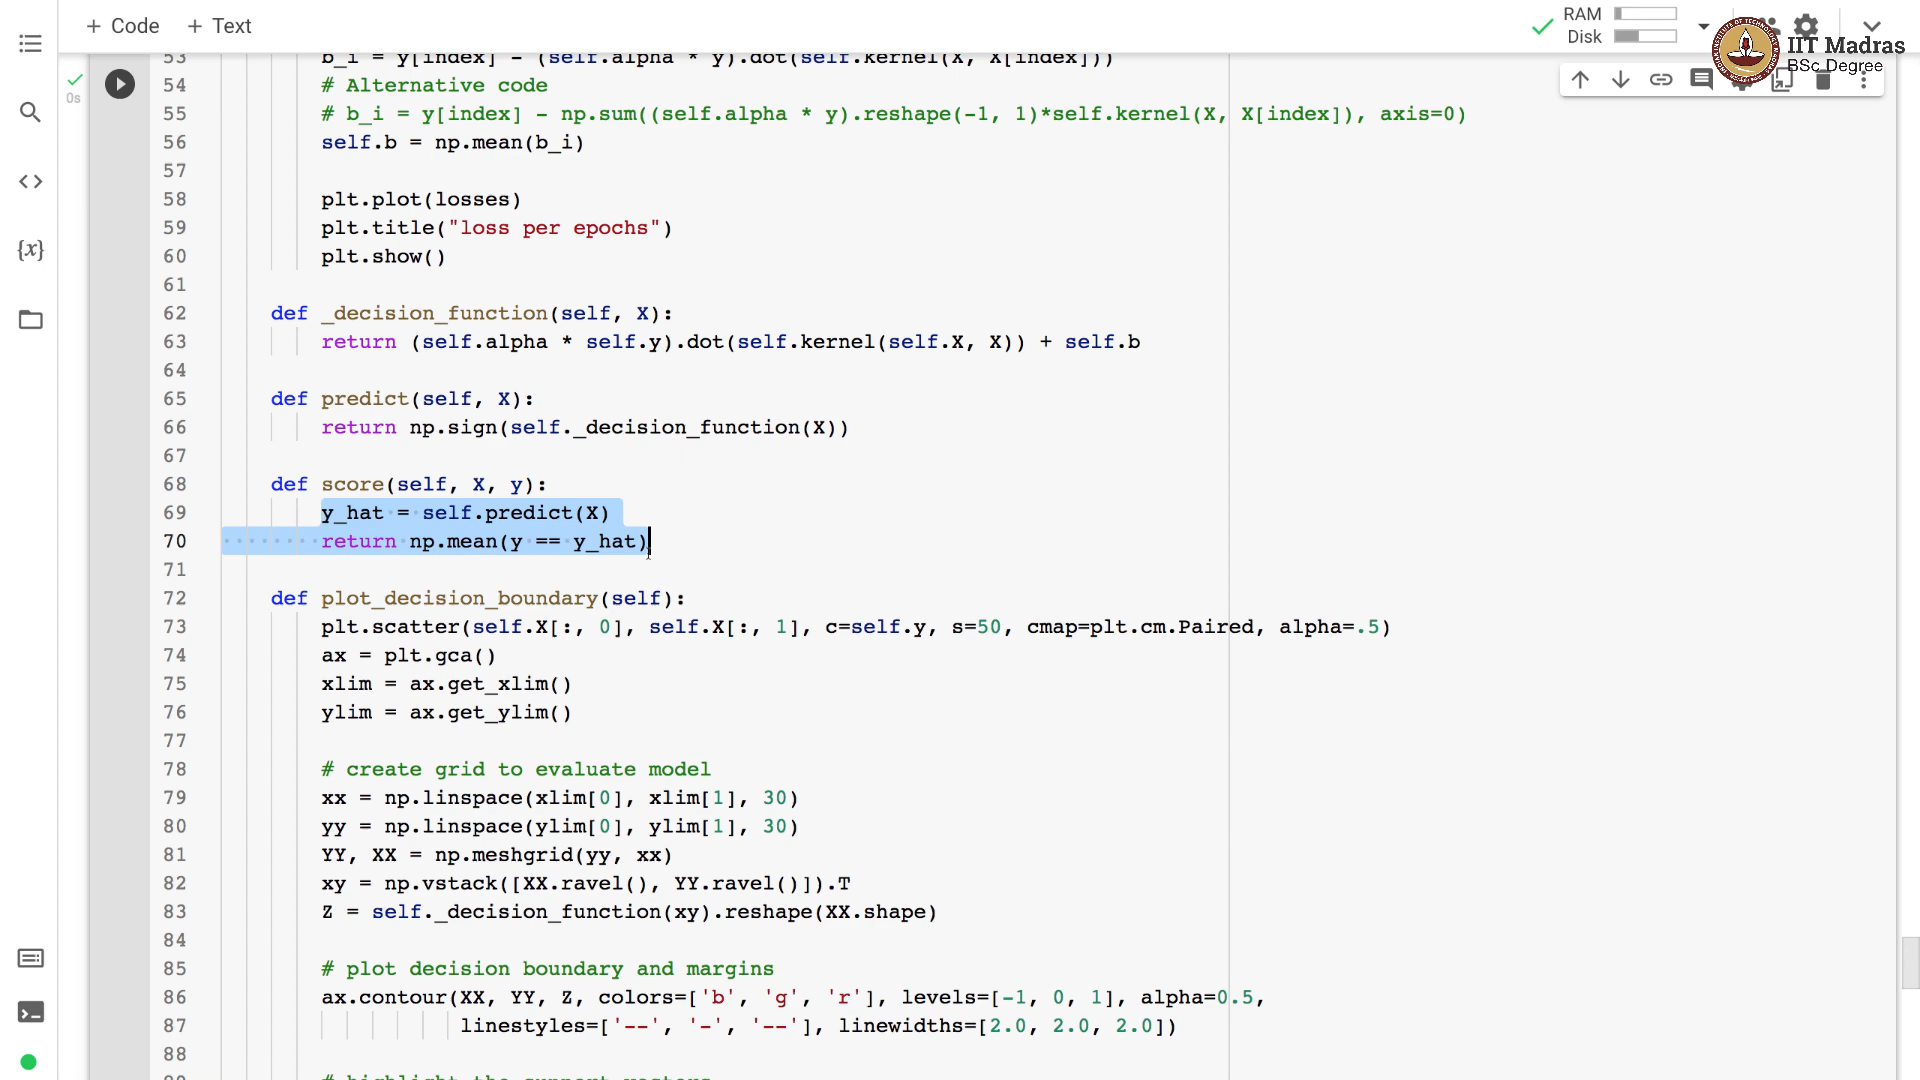 + Code + Text
RAM
Disk
IIT Madras
BSc Degree
53 b_i = y[index] - (self.alpha * y).dot(self.kernel(X, X[index]))
0s
54 # Alternative code
55 # b_i = y[index] - np.sum((self.alpha * y).reshape(-1, 1)*self.kernel(X, X[index]), axis=0)
56 self.b = np.mean(b_i)
57
58 plt.plot(losses)
59 plt.title("loss per epochs")
60 plt.show()
61
62 def _decision_function(self, X):
63 return (self.alpha * self.y).dot(self.kernel(self.X, X)) + self.b
64
65 def predict(self, X):
66 return np.sign(self._decision_function(X))
67
68 def score(self, X, y):
69 y_hat = self.predict(X)
70 return np.mean(y == y_hat)
71
72 def plot_decision_boundary(self):
73 plt.scatter(self.X[:, 0], self.X[:, 1], c=self.y, s=50, cmap=plt.cm.Paired, alpha=.5)
74 ax = plt.gca()
75 xlim = ax.get_xlim()
76 ylim = ax.get_ylim()
77
78 # create grid to evaluate model
79 xx = np.linspace(xlim[0], xlim[1], 30)
80 yy = np.linspace(ylim[0], ylim[1], 30)
81 YY, XX = np.meshgrid(yy, xx)
82 xy = np.vstack([XX.ravel(), YY.ravel()]).T
83 Z = self._decision_function(xy).reshape(XX.shape)
84
85 # plot decision boundary and margins
86 ax.contour(XX, YY, Z, colors=['b', 'g', 'r'], levels=[-1, 0, 1], alpha=0.5,
87 linestyles=['--', '-', '--'], linewidths=[2.0, 2.0, 2.0])
88